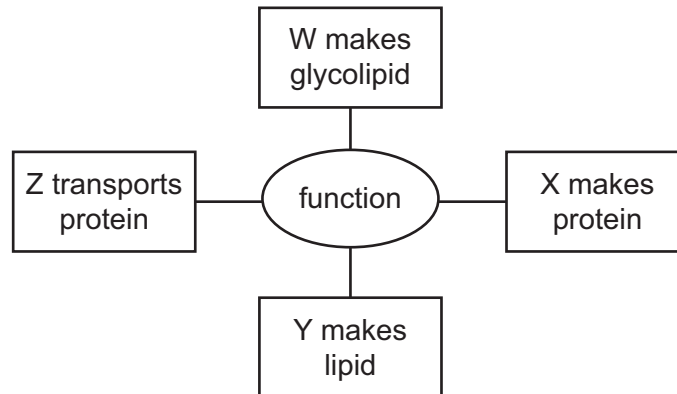 W makes
glycolipid
Z transports
protein
function
X makes
protein
Y makes
lipid